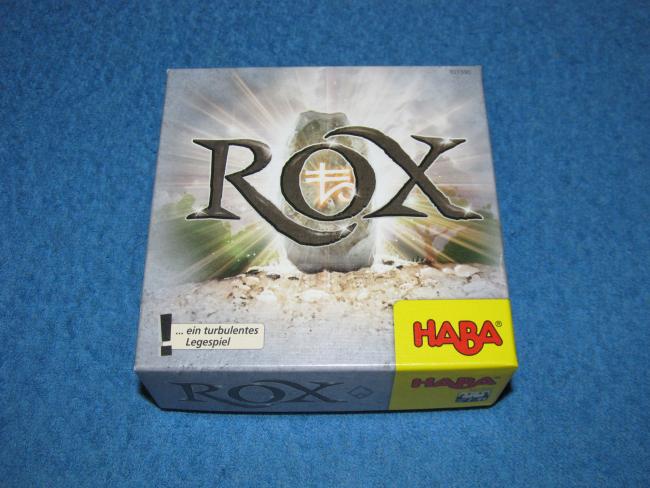 ROX
... ein turbulentes
Legespiel
HABA®
ROX
HABA